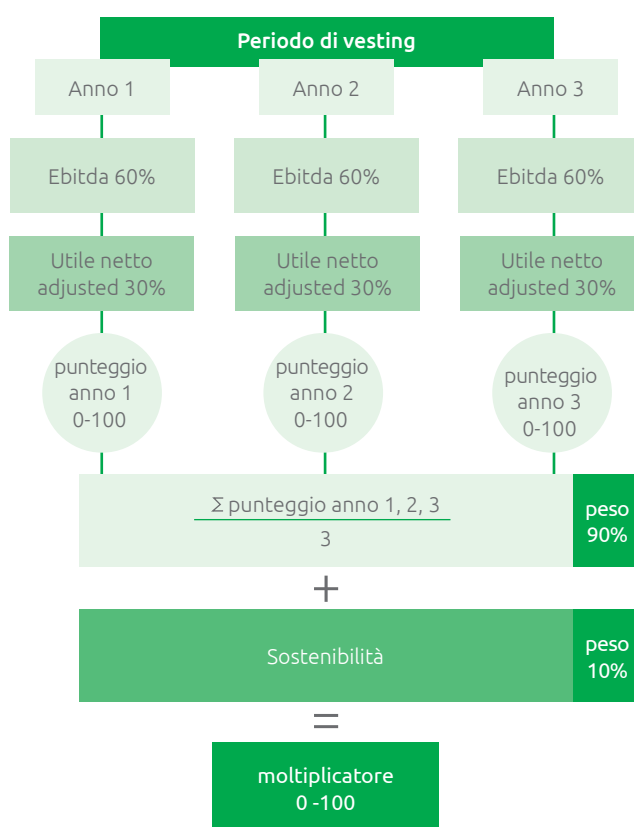 Periodo di vesting
Anno 1
Anno 2
Anno 3
Ebitda 60%
Ebitda 60%
Ebitda 60%
Utile netto
adjusted 30%
Utile netto
adjusted 30%
Utile netto
adjusted 30%
punteggio
anno 1
0-100
punteggio
anno 2
0-100
punteggio
anno 3
0-100
Σ punteggio anno 1, 2, 3
3
peso
90%
+
Sostenibilità
peso
10%
=
moltiplicatore
0 -100